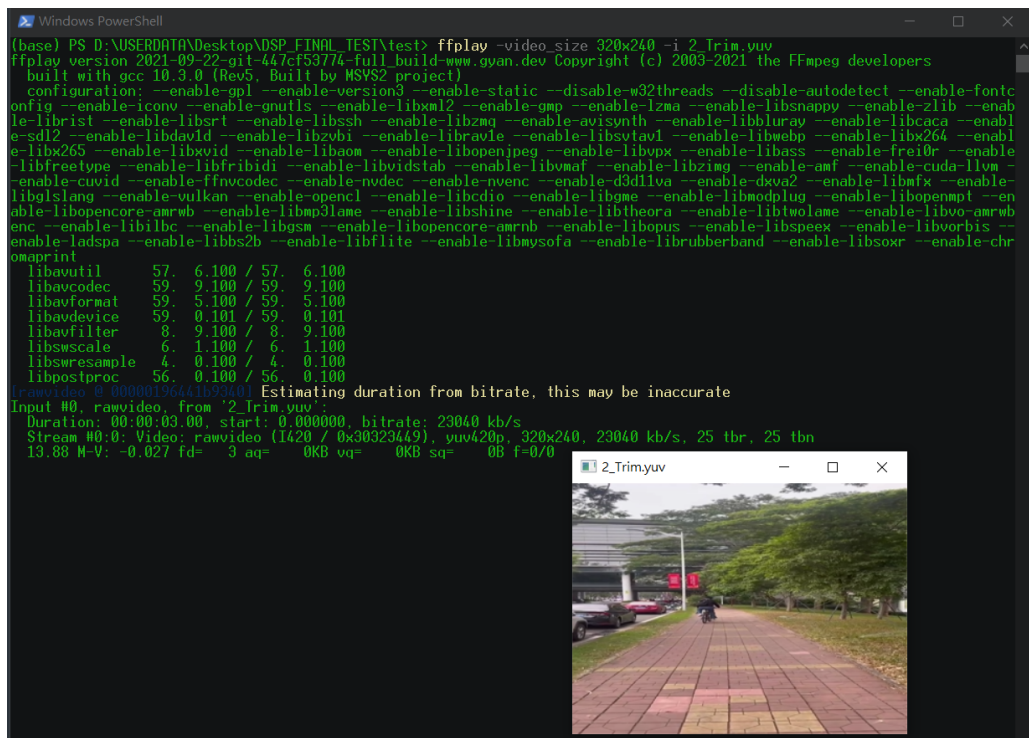 Windows PowerShell
(base) PS D:\USERDATA\Desktop\DSP_FINAL_TEST\test> ffplay -video_size 320x240 -i 2_Trim.yuv
ffplay version 2021-09-22-git-447cf53774-full_build-www.gyan.dev Copyright (c) 2003-2021 the FFmpeg developers
  built with gcc 10.3.0 (Rev5, Built by MSYS2 project)
  configuration: --enable-gpl --enable-version3 --enable-static --disable-w32threads --disable-autodetect --enable-fontc
onfig --enable-iconv --enable-gnutls --enable-libxml2 --enable-gmp --enable-lzma --enable-libsnappy --enable-zlib --enab
le-librist --enable-libsrt --enable-libssh --enable-libzmq --enable-avisynth --enable-libbluray --enable-libcaca --enabl
e-sdl2 --enable-libdav1d --enable-libzvbi --enable-librav1e --enable-libsvtav1 --enable-libwebp --enable-libx264 --enabl
e-libx265 --enable-libxvid --enable-libaom --enable-libopenjpeg --enable-libvpx --enable-libass --enable-frei0r --enable
-libfreetype --enable-libfribidi --enable-libvidstab --enable-libvmaf --enable-libzimg --enable-amf --enable-cuda-llvm -
-enable-cuvid --enable-ffnvcodec --enable-nvdec --enable-nvenc --enable-d3d11va --enable-dxva2 --enable-libmfx --enable-
libglslang --enable-vulkan --enable-opencl --enable-libcdio --enable-libgme --enable-libmodplug --enable-libopenmpt --en
able-libopencore-amrwb --enable-libmp3lame --enable-libshine --enable-libtheora --enable-libtwolame --enable-libvo-amrwb
enc --enable-libilbc --enable-libgsm --enable-libopencore-amrnb --enable-libopus --enable-libspeex --enable-libvorbis --
enable-ladspa --enable-libbs2b --enable-libflite --enable-libmysofa --enable-librubberband --enable-libsoxr --enable-chr
omaprint
  libavutil      57.  6.100 / 57.  6.100
  libavcodec     59.  9.100 / 59.  9.100
  libavformat    59.  5.100 / 59.  5.100
  libavdevice    59.  0.101 / 59.  0.101
  libavfilter     8.  9.100 /  8.  9.100
  libswscale      6.  1.100 /  6.  1.100
  libswresample   4.  0.100 /  4.  0.100
  libpostproc    56.  0.100 / 56.  0.100
[rawvideo @ 00000196441b9340] Estimating duration from bitrate, this may be inaccurate
Input #0, rawvideo, from '2_Trim.yuv':
  Duration: 00:00:03.00, start: 0.000000, bitrate: 23040 kb/s
  Stream #0:0: Video: rawvideo (I420 / 0x30323449), yuv420p, 320x240, 23040 kb/s, 25 tbr, 25 tbn
  13.88 M-V: -0.027 fd=   3 aq=    0KB vq=    0KB sq=    0B f=0/0
2_Trim.yuv